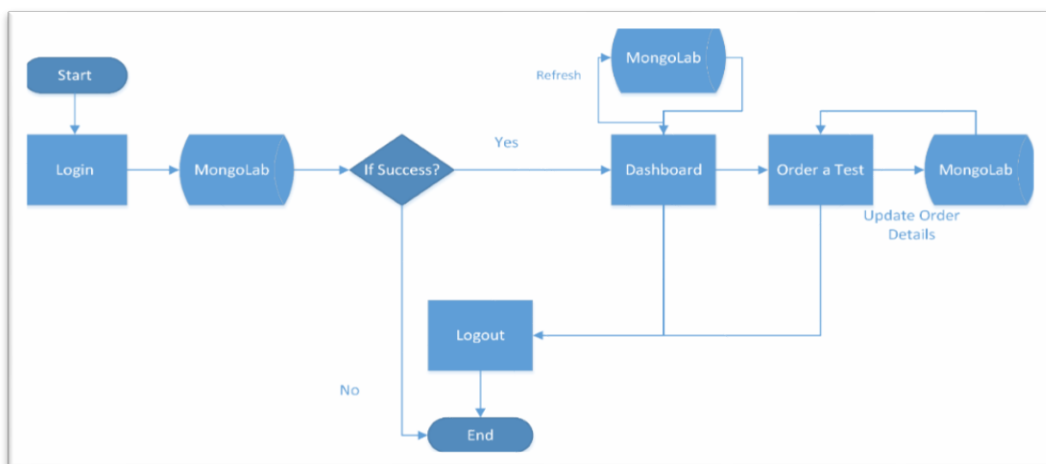 Start
MongoLab
Refresh
Yes
Login
MongoLab
If Success?
Dashboard
Order a Test
MongoLab
Update Order
Details
Logout
No
End